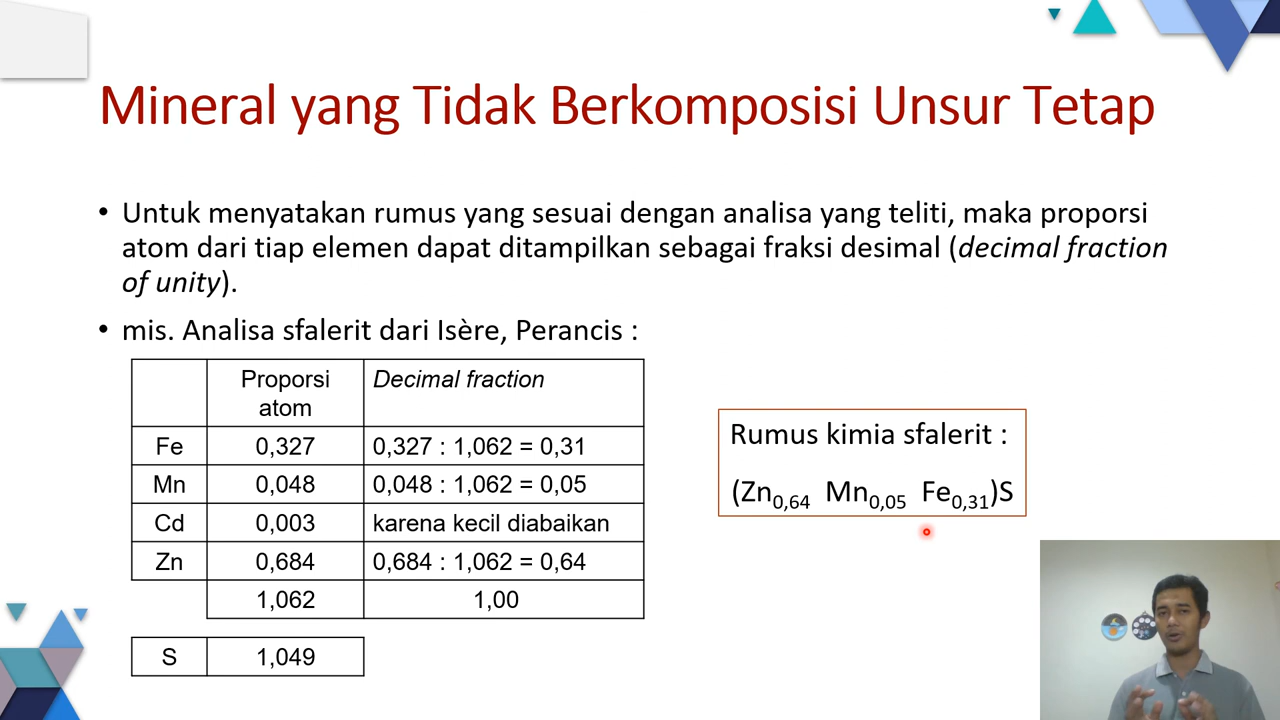 Mineral yang Tidak Berkomposisi Unsur Tetap
• Untuk menyatakan rumus yang sesuai dengan analisa yang teliti, maka proporsi
atom dari tiap elemen dapat ditampilkan sebagai fraksi desimal (decimal fraction
of unity).
• mis. Analisa sfalerit dari Isère, Perancis :
Proporsi atom Decimal fraction
Fe 0,327 0,327 : 1,062 = 0,31
Mn 0,048 0,048 : 1,062 = 0,05
Cd 0,003 karena kecil diabaikan
Zn 0,684 0,684 : 1,062 = 0,64
1,062 1,00
S 1,049
Rumus kimia sfalerit :
(Zn0,64 Mn0,05 Fe0,31)S